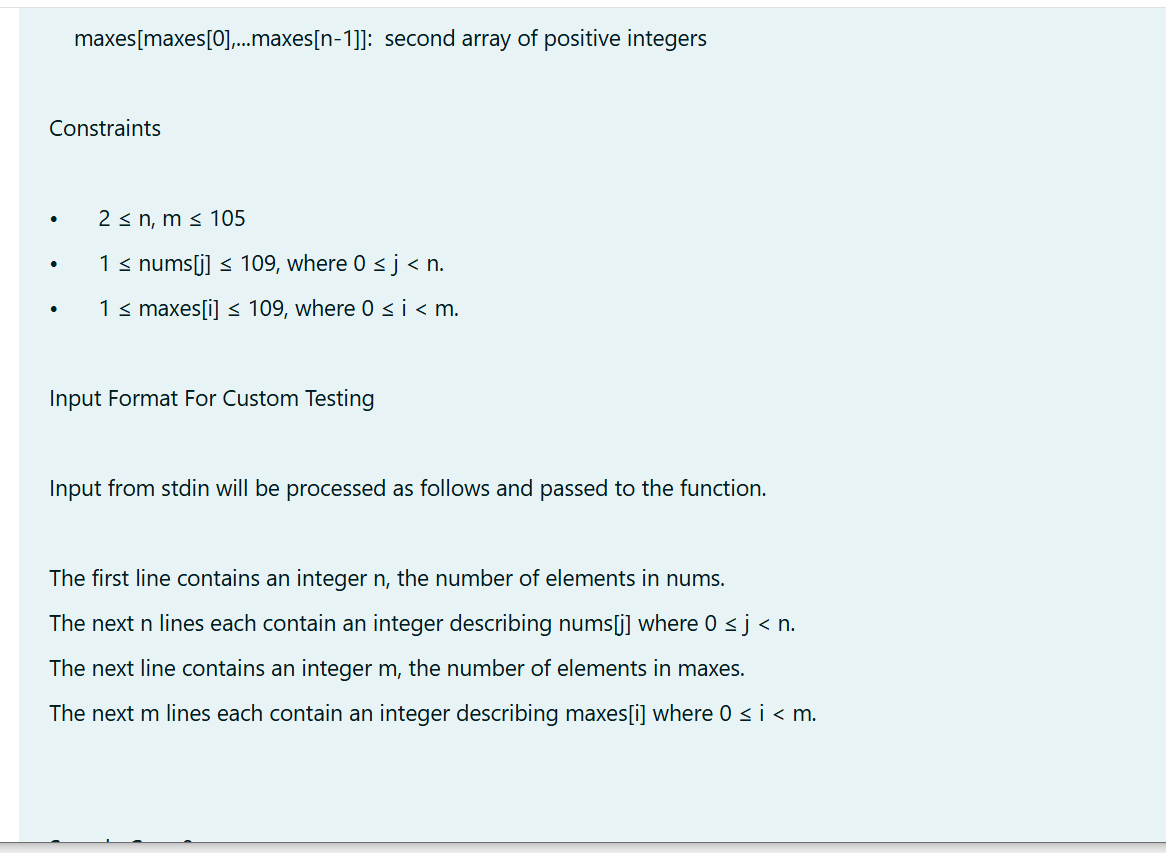 maxes[maxes[0],...maxes[n-1]]: second array of positive integers
Constraints
• 2 ≤ n, m ≤ 105
• 1 ≤ nums[j] ≤ 109, where 0 ≤ j < n.
• 1 ≤ maxes[i] ≤ 109, where 0 ≤ i < m.
Input Format For Custom Testing
Input from stdin will be processed as follows and passed to the function.
The first line contains an integer n, the number of elements in nums.
The next n lines each contain an integer describing nums[j] where 0 ≤ j < n.
The next line contains an integer m, the number of elements in maxes.
The next m lines each contain an integer describing maxes[i] where 0 ≤ i < m.